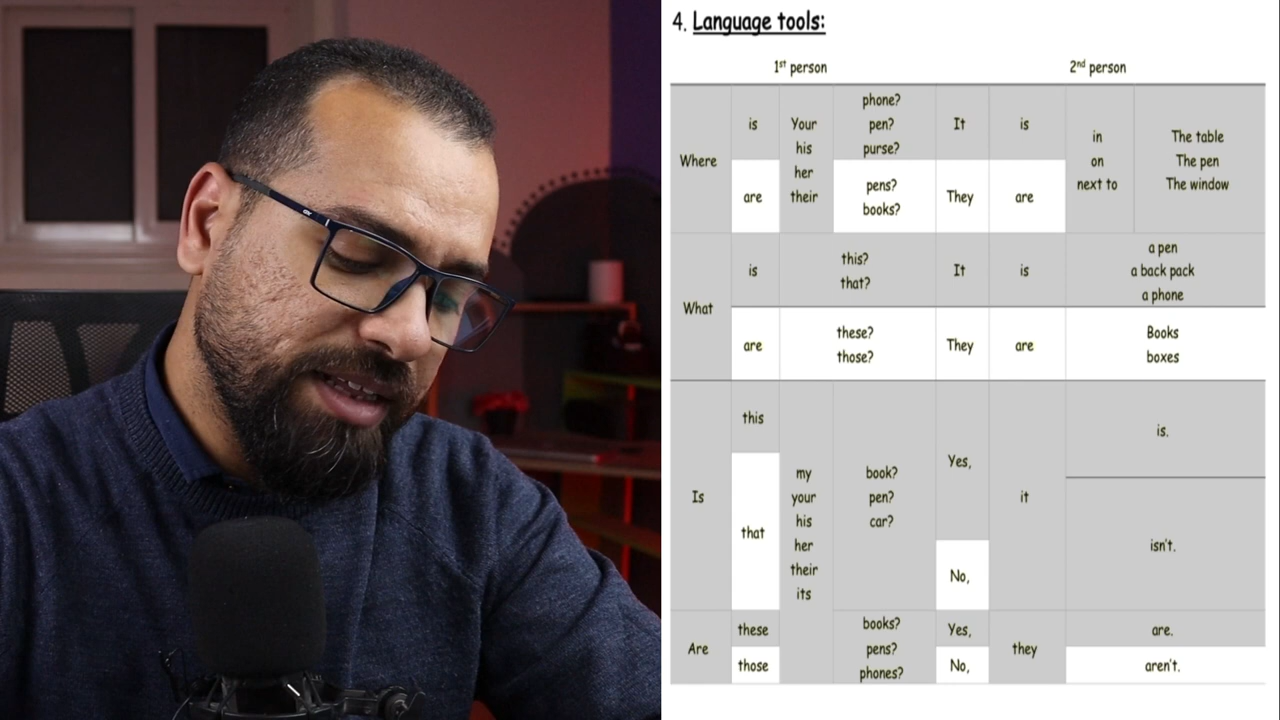 4. Language tools:
1st person 2nd person
Where
is
are
Your
his
her
their
phone?
pen?
purse?
pens?
books?
It
They
is
are
in
on
next to
The table
The pen
The window
What
is
this?
that?
It
is
a pen
a back pack
a phone
are
these?
those?
They
are
Books
boxes
Is
this
that
my
your
his
her
their
its
book?
pen?
car?
Yes,
No,
it
is.
isn't.
Are
these
those
books?
pens?
phones?
Yes,
No,
they
are.
aren't.